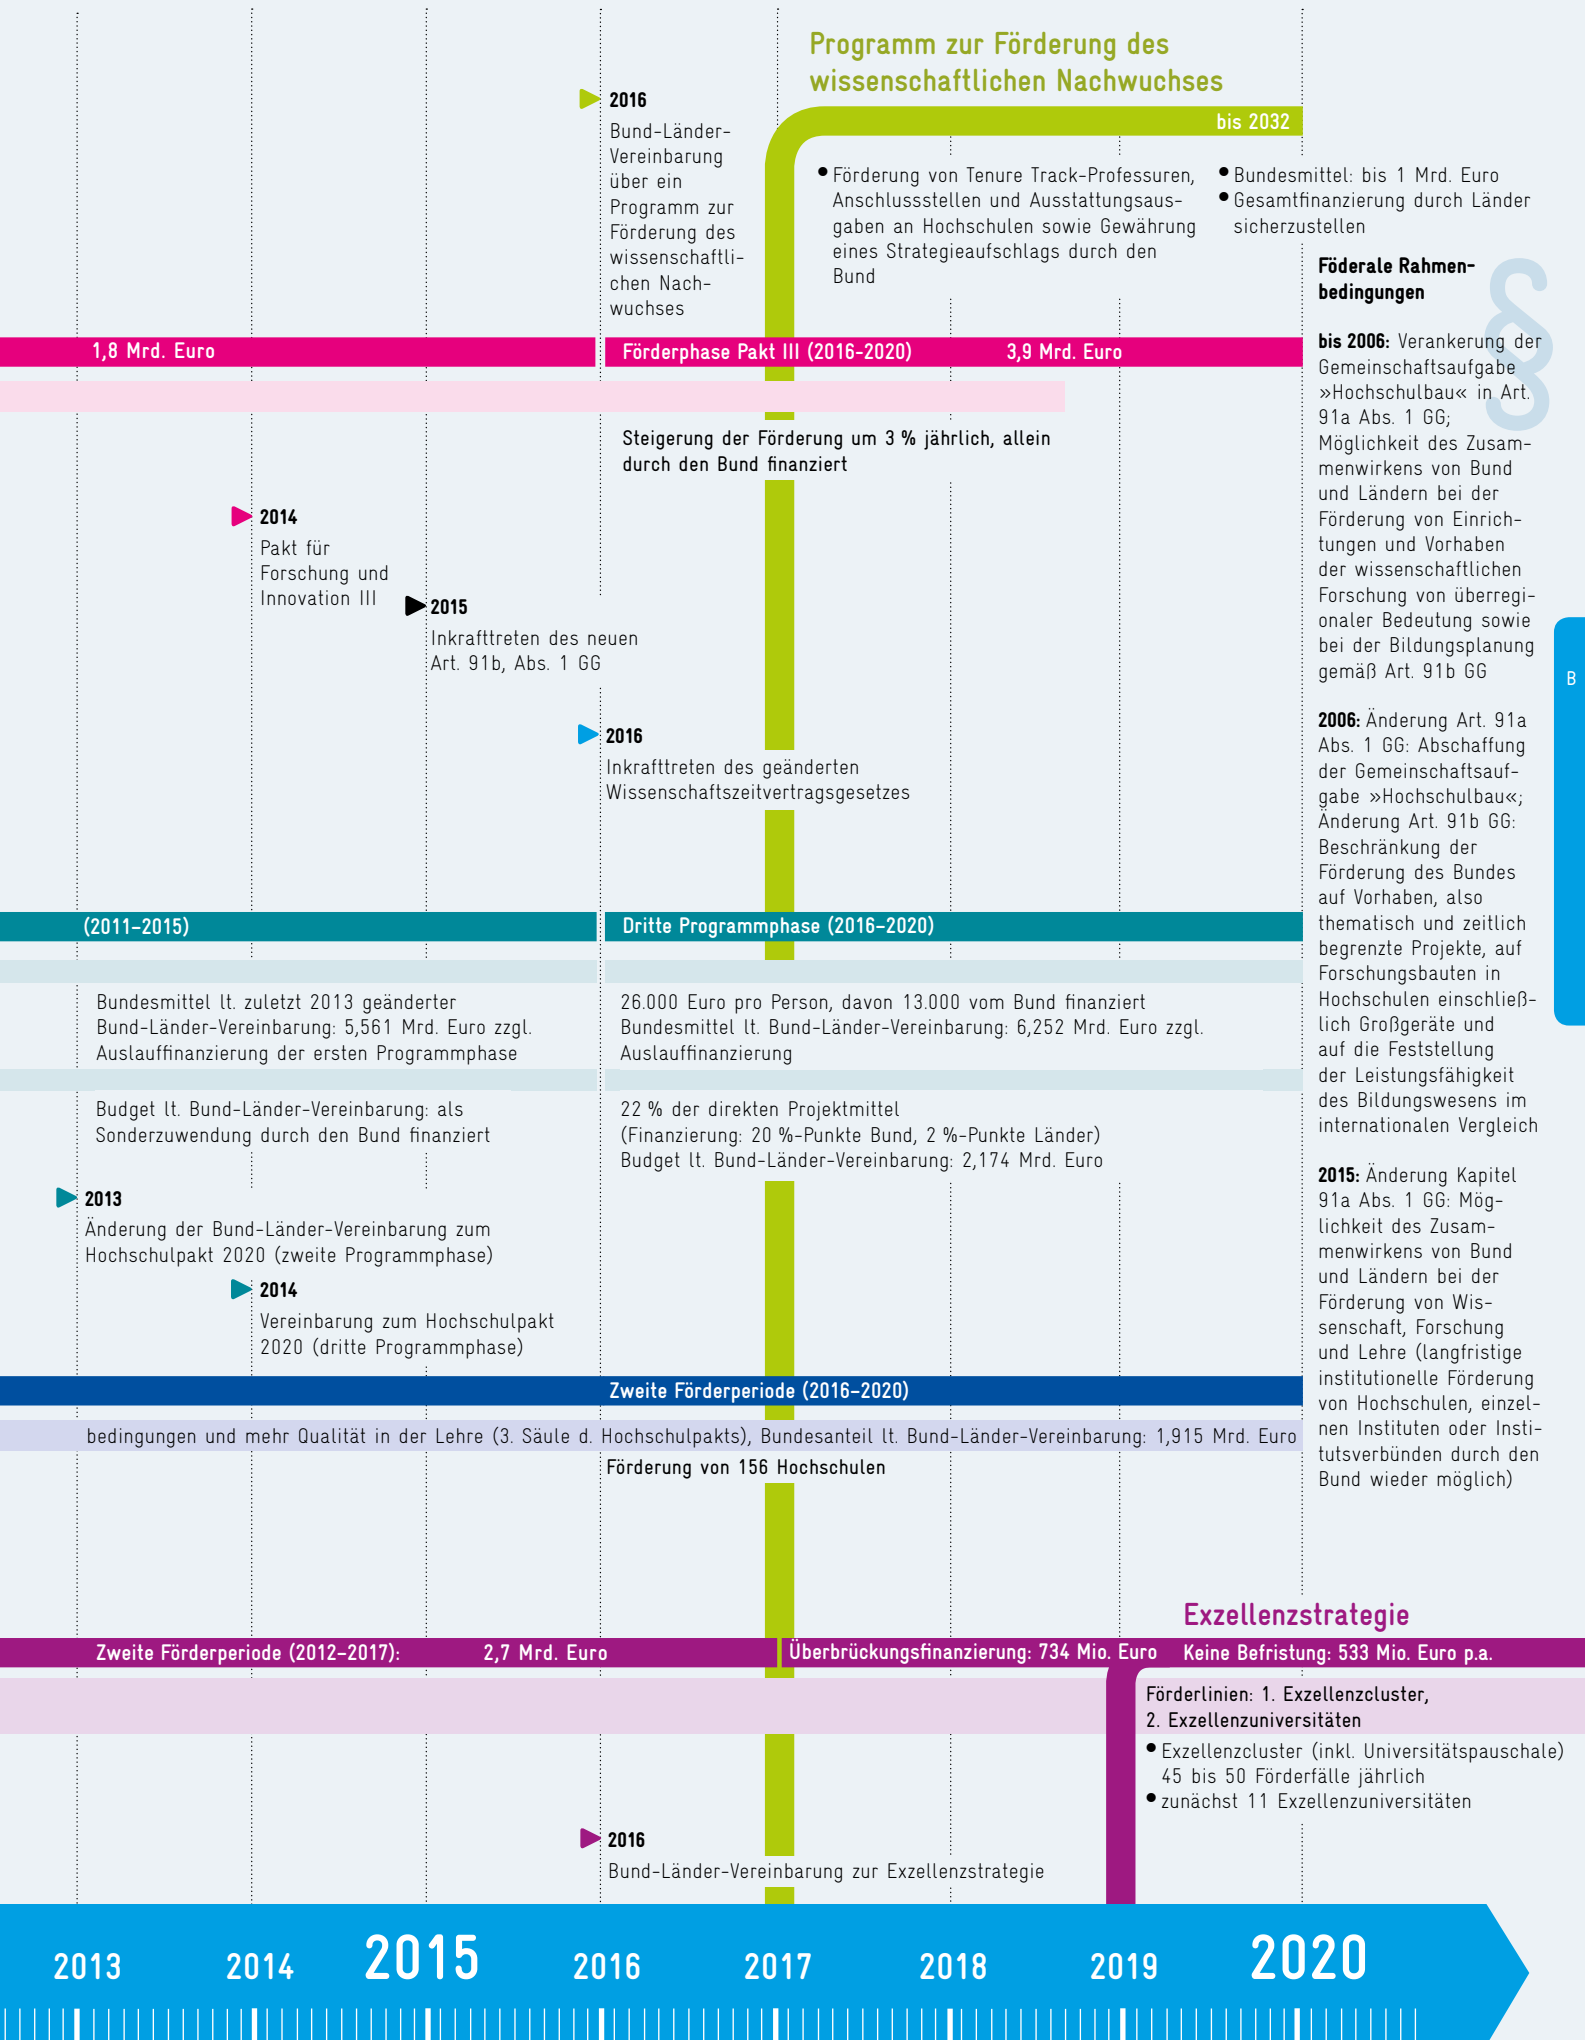 Programm zur Förderung des
wissenschaftlichen Nachwuchses
bis 2032
2016
Bund-Länder-
Vereinbarung
über ein
Programm zur
Förderung des
wissenschaftli-
chen Nach-
wuchses
• Förderung von Tenure Track-Professuren,
Anschlussstellen und Ausstattungsaus-
gaben an Hochschulen sowie Gewährung
eines Strategieaufschlags durch den
Bund
• Bundesmittel: bis 1 Mrd. Euro
• Gesamtfinanzierung durch Länder
sicherzustellen
1,8 Mrd. Euro
Förderphase Pakt III (2016-2020) 3,9 Mrd. Euro
Steigerung der Förderung um 3 % jährlich, allein
durch den Bund finanziert
2014
Pakt für
Forschung und
Innovation III
2015
Inkrafttreten des neuen
Art. 91b, Abs. 1 GG
2016
Inkrafttreten des geänderten
Wissenschaftszeitvertragsgesetzes
(2011–2015)
Dritte Programmphase (2016–2020)
Bundesmittel lt. zuletzt 2013 geänderter
Bund-Länder-Vereinbarung: 5,561 Mrd. Euro zzgl.
Auslauffinanzierung der ersten Programmphase
26.000 Euro pro Person, davon 13.000 vom Bund finanziert
Bundesmittel lt. Bund-Länder-Vereinbarung: 6,252 Mrd. Euro zzgl.
Auslauffinanzierung
Budget lt. Bund-Länder-Vereinbarung: als
Sonderzuwendung durch den Bund finanziert
22 % der direkten Projektmittel
(Finanzierung: 20 %-Punkte Bund, 2 %-Punkte Länder)
Budget lt. Bund-Länder-Vereinbarung: 2,174 Mrd. Euro
2013
Änderung der Bund-Länder-Vereinbarung zum
Hochschulpakt 2020 (zweite Programmphase)
2014
Vereinbarung zum Hochschulpakt
2020 (dritte Programmphase)
Zweite Förderperiode (2016–2020)
bedingungen und mehr Qualität in der Lehre (3. Säule d. Hochschulpakts), Bundesanteil lt. Bund-Länder-Vereinbarung: 1,915 Mrd. Euro
Förderung von 156 Hochschulen
Exzellenzstrategie
Zweite Förderperiode (2012–2017): 2,7 Mrd. Euro
Überbrückungsfinanzierung: 734 Mio. Euro
Keine Befristung: 533 Mio. Euro p.a.
Förderlinien: 1. Exzellenzcluster,
2. Exzellenzuniversitäten
• Exzellenzcluster (inkl. Universitätspauschale)
45 bis 50 Förderfälle jährlich
• zunächst 11 Exzellenzuniversitäten
2016
Bund-Länder-Vereinbarung zur Exzellenzstrategie
§
Föderale Rahmen-
bedingungen
bis 2006: Verankerung der
Gemeinschaftsaufgabe
»Hochschulbau« in Art.
91a Abs. 1 GG;
Möglichkeit des Zusam-
menwirkens von Bund
und Ländern bei der
Förderung von Einrich-
tungen und Vorhaben
der wissenschaftlichen
Forschung von überregi-
onaler Bedeutung sowie
bei der Bildungsplanung
gemäß Art. 91b GG
2006: Änderung Art. 91a
Abs. 1 GG: Abschaffung
der Gemeinschaftsauf-
gabe »Hochschulbau«;
Änderung Art. 91b GG:
Beschränkung der
Förderung des Bundes
auf Vorhaben, also
thematisch und zeitlich
begrenzte Projekte, auf
Forschungsbauten in
Hochschulen einschließ-
lich Großgeräte und
auf die Feststellung
der Leistungsfähigkeit
des Bildungswesens im
internationalen Vergleich
2015: Änderung Kapitel
91a Abs. 1 GG: Mög-
lichkeit des Zusam-
menwirkens von Bund
und Ländern bei der
Förderung von Wis-
senschaft, Forschung
und Lehre (langfristige
institutionelle Förderung
von Hochschulen, einzel-
nen Instituten oder Insti-
tutsverbünden durch den
Bund wieder möglich)
B
2013 2014 2015 2016 2017 2018 2019 2020